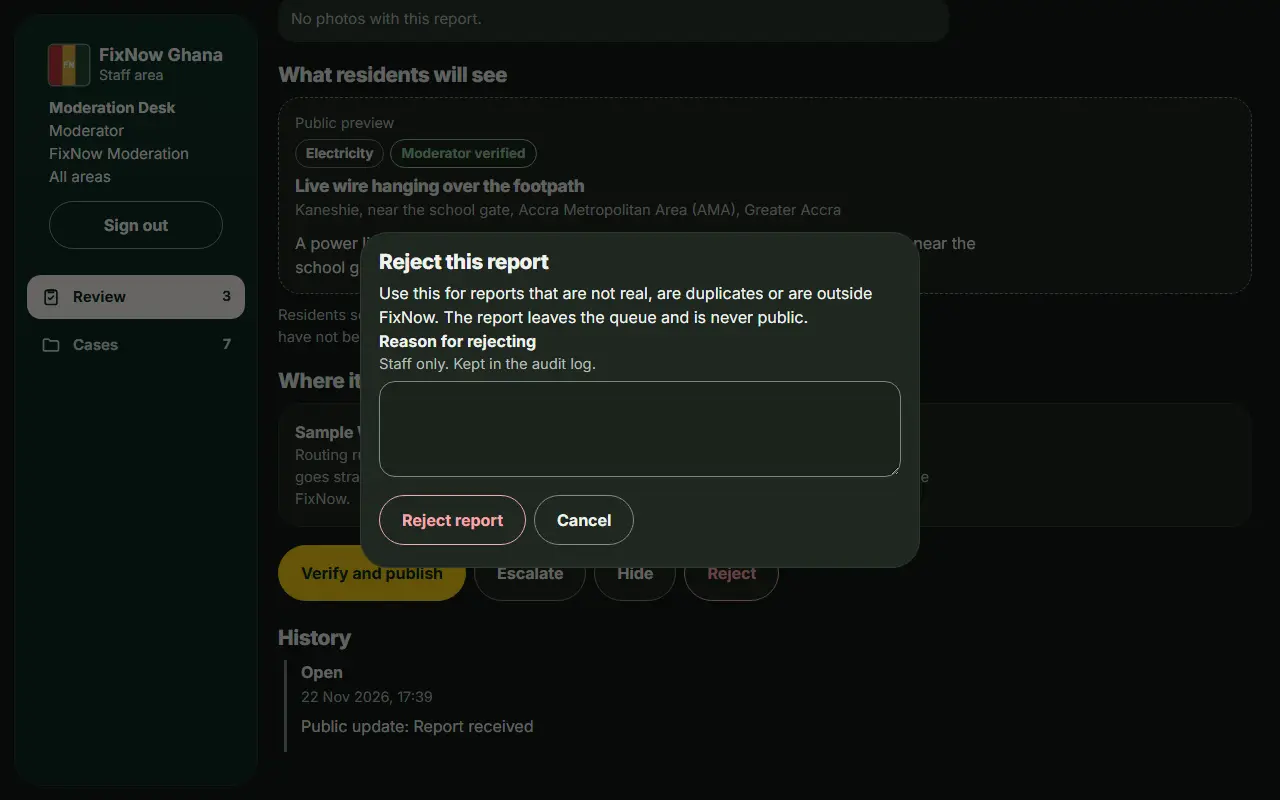 FN
FixNow Ghana
Staff area
Moderation Desk
Moderator
FixNow Moderation
All areas
Sign out
Review 3
Cases 7
No photos with this report.
What residents will see
Public preview
Electricity
Moderator verified
Live wire hanging over the footpath
Kaneshie, near the school gate, Accra Metropolitan Area (AMA), Greater Accra
A power near the
school
Residents
have not
Where
Sample
Routing
goes
FixNow.
Reject this report
Use this for reports that are not real, are duplicates or are outside
FixNow. The report leaves the queue and is never public.
Reason for rejecting
Staff only. Kept in the audit log.
Reject report
Cancel
Verify and publish
Escalate
Hide
Reject
History
Open
22 Nov 2026, 17:39
Public update: Report received